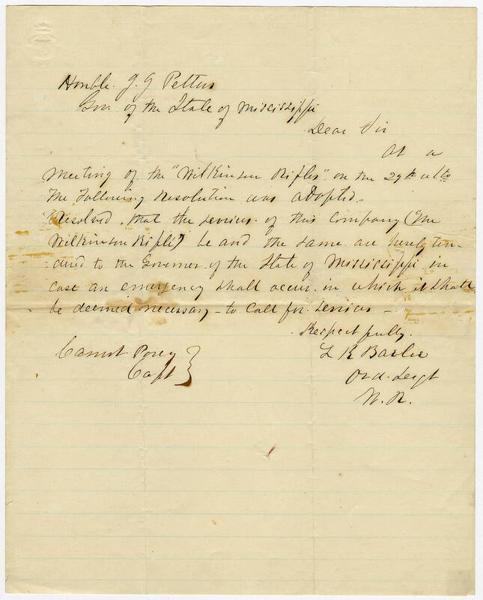 Honble. J. J. Pettus
Gov. of the State of Mississippi
Dear Sir
At a
meeting of the "Wilkinson Rifles" on the 29th ulto
the following Resolution was adopted.
Resolved. that the services of this Company (The
Wilkinson Rifles) be and the same are hereby ten-
dered to the Governor of the State of Mississippi in
case an emergency shall occur in which it shall
be deemed necessary to call for services
Respectfully.
Carnot Posey }
Capt
L R
Ord. Sergt
W. R.